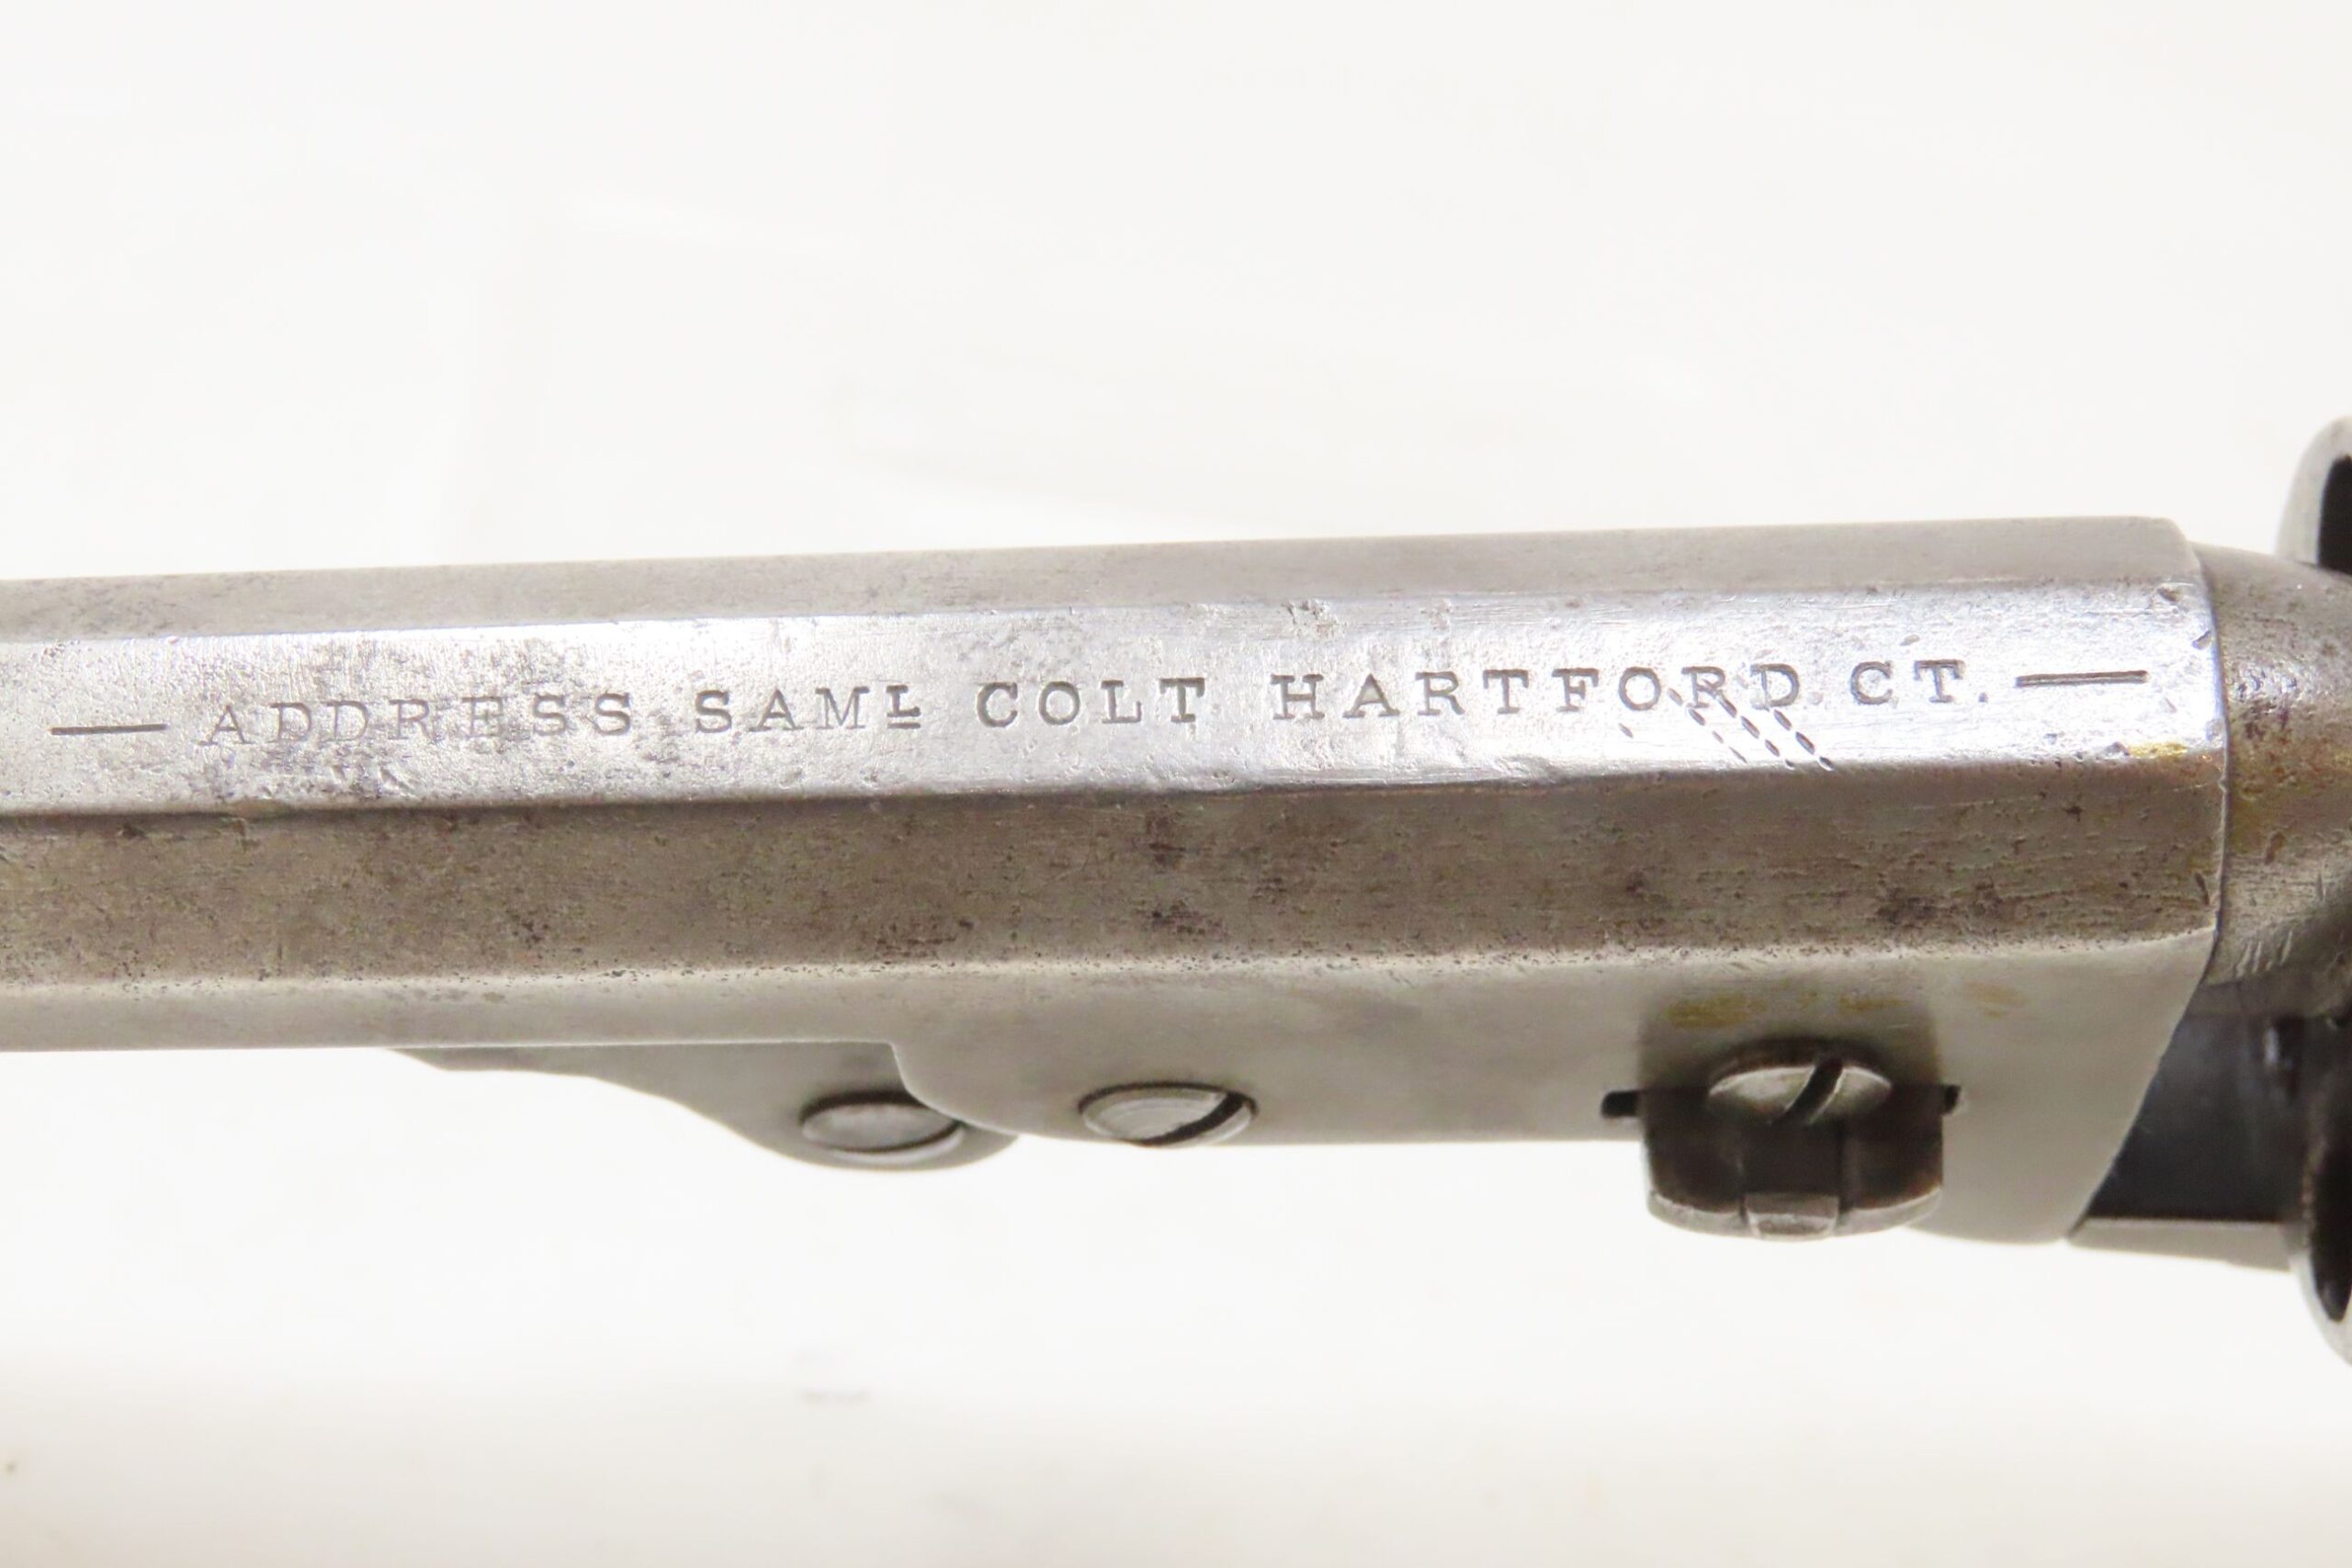 — ADDRESS SAML COLT HARTFORD CT. —